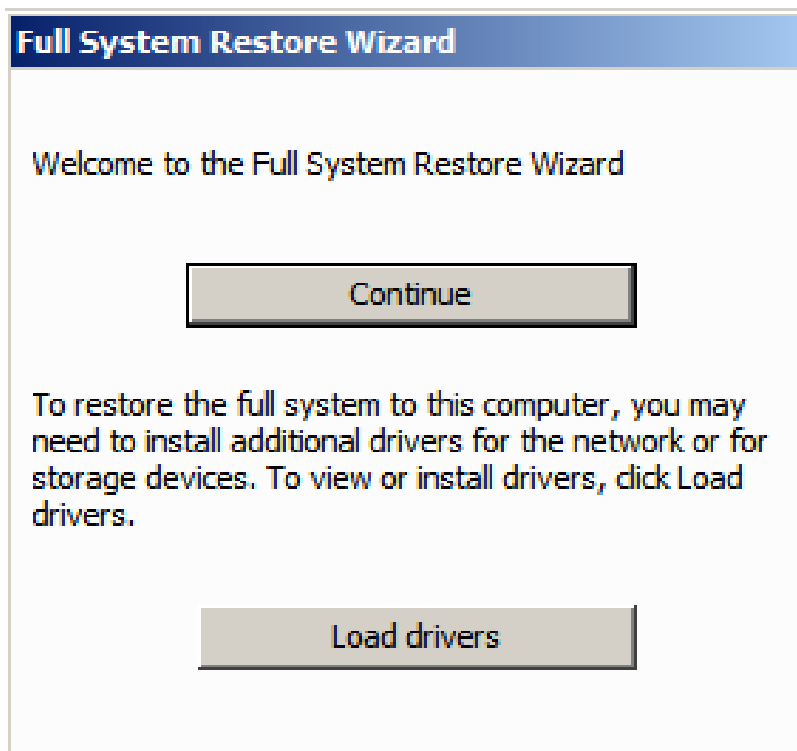 Full System Restore Wizard
Welcome to the Full System Restore Wizard
Continue
To restore the full system to this computer, you may
need to install additional drivers for the network or for
storage devices. To view or install drivers, click Load
drivers.
Load drivers